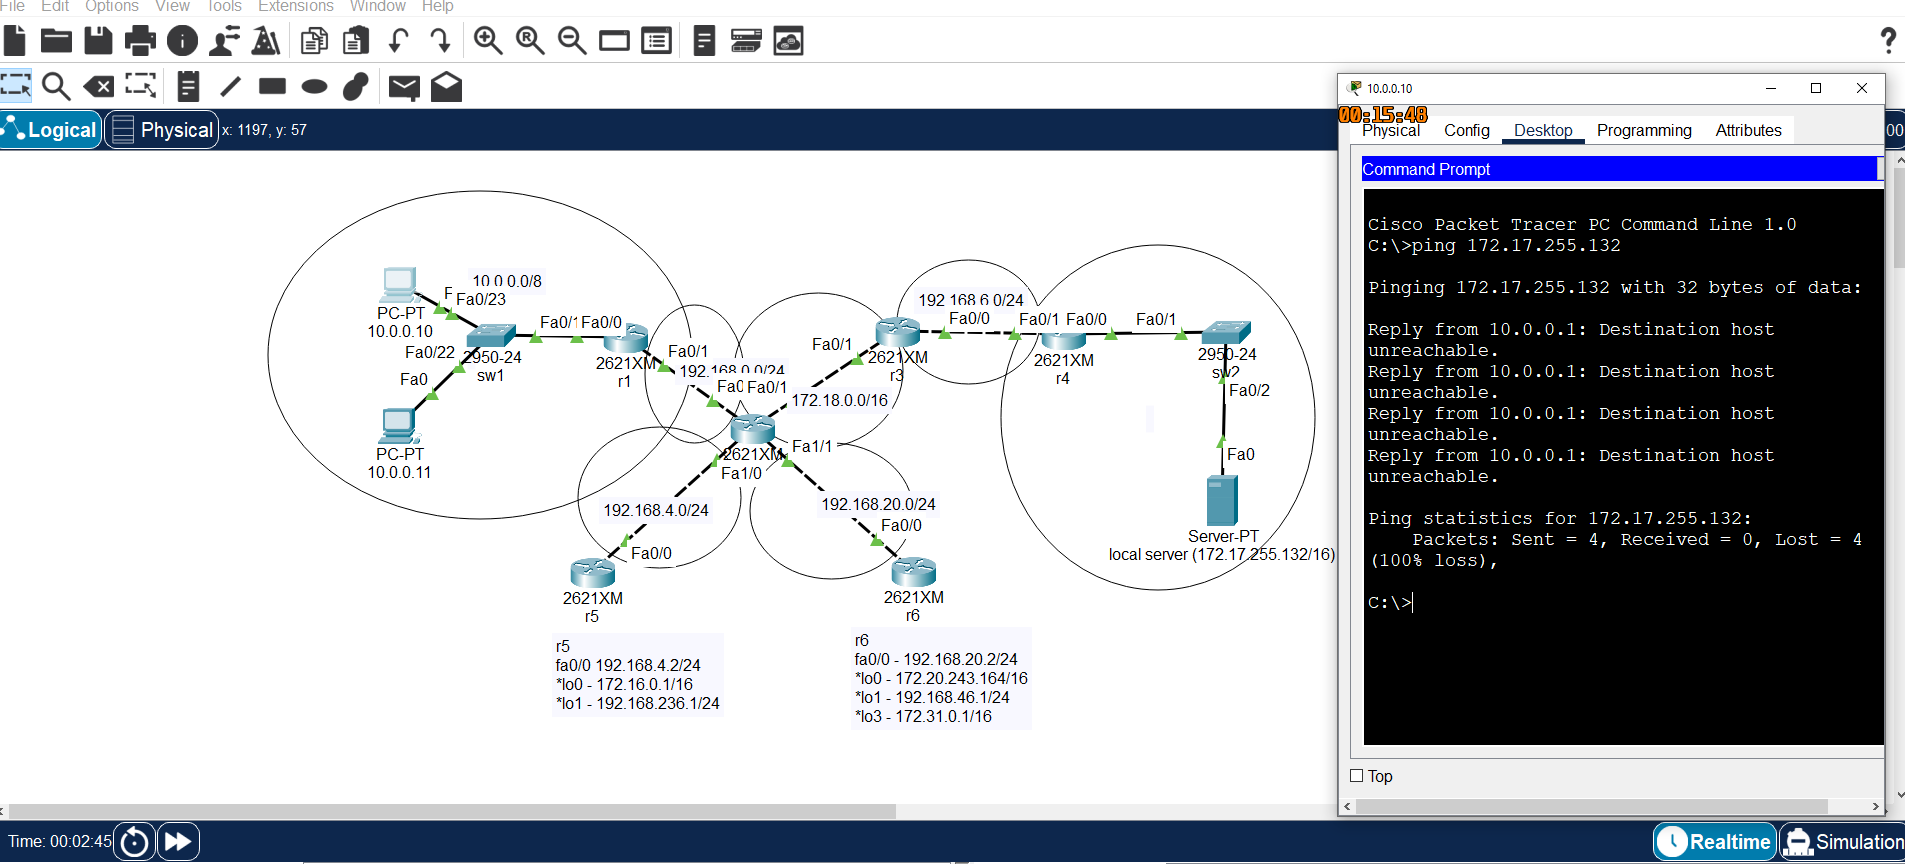 File Edit Options View Tools Extensions Window Help
Logical Physical x: 1197, y: 57
10.0.0.10
00:15:48
Physical Config Desktop Programming Attributes
Command Prompt
Cisco Packet Tracer PC Command Line 1.0
C:\>ping 172.17.255.132
Pinging 172.17.255.132 with 32 bytes of data:
Reply from 10.0.0.1: Destination host
unreachable.
Reply from 10.0.0.1: Destination host
unreachable.
Reply from 10.0.0.1: Destination host
unreachable.
Reply from 10.0.0.1: Destination host
unreachable.
Ping statistics for 172.17.255.132:
Packets: Sent = 4, Received = 0, Lost = 4
(100% loss),
C:\>
Top
10.0.0.0/8
F
Fa0/23
PC-PT
10.0.0.10
Fa0/22
Fa0
2950-24
sw1
PC-PT
10.0.0.11
Fa0/1
Fa0/0
2621XM
r1
Fa0/1
192.168.0.0/24
Fa0
Fa0/1
172.18.0.0/16
Fa0/1
2621XM
r3
192.168.6.0/24
Fa0/0
Fa0/1
Fa0/0
2621XM
r4
Fa0/1
2950-24
sw2
Fa0/2
Fa0
Server-PT
local server (172.17.255.132/16)
2621XM
Fa1/0
Fa1/1
192.168.4.0/24
Fa0/0
2621XM
r5
192.168.20.0/24
Fa0/0
2621XM
r6
r5
fa0/0 192.168.4.2/24
*lo0 - 172.16.0.1/16
*lo1 - 192.168.236.1/24
r6
fa0/0 - 192.168.20.2/24
*lo0 - 172.20.243.164/16
*lo1 - 192.168.46.1/24
*lo3 - 172.31.0.1/16
Time: 00:02:45
Realtime Simulation